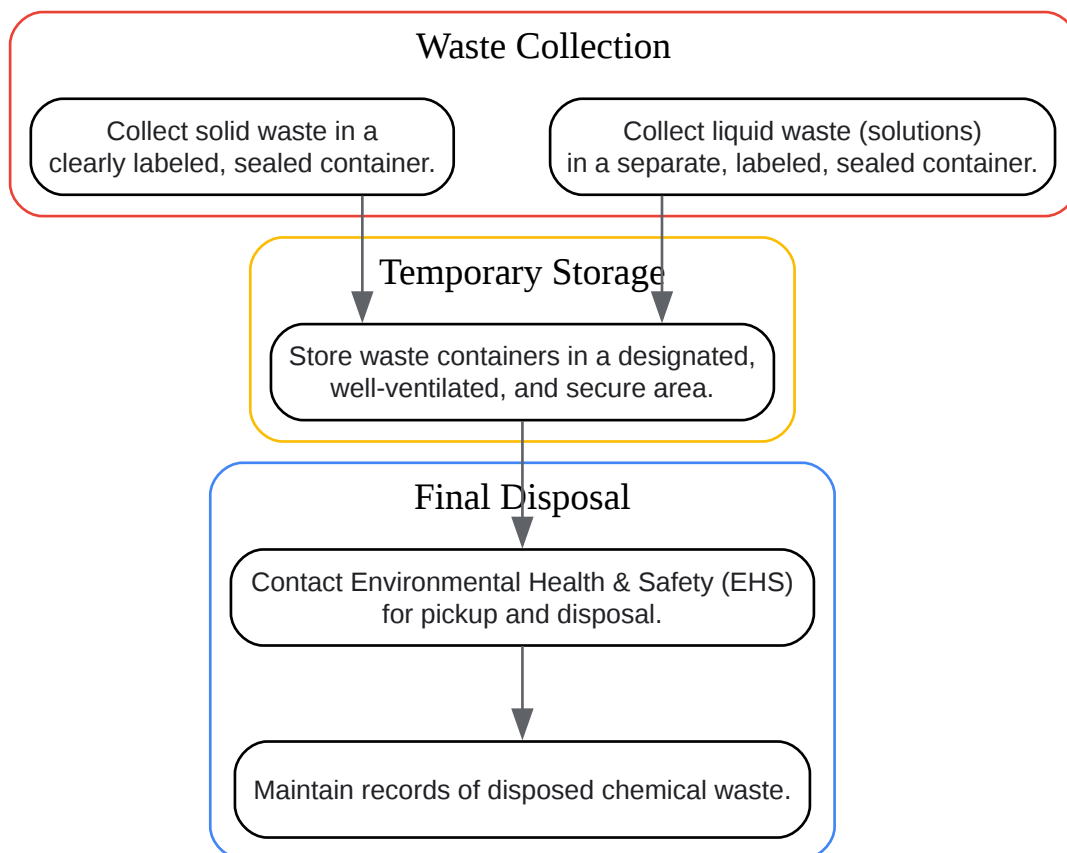 Waste Collection
Collect solid waste in a
clearly labeled, sealed container.
Collect liquid waste (solutions)
in a separate, labeled, sealed container.
Temporary Storage
Store waste containers in a designated,
well-ventilated, and secure area.
Final Disposal
Contact Environmental Health & Safety (EHS)
for pickup and disposal.
Maintain records of disposed chemical waste.